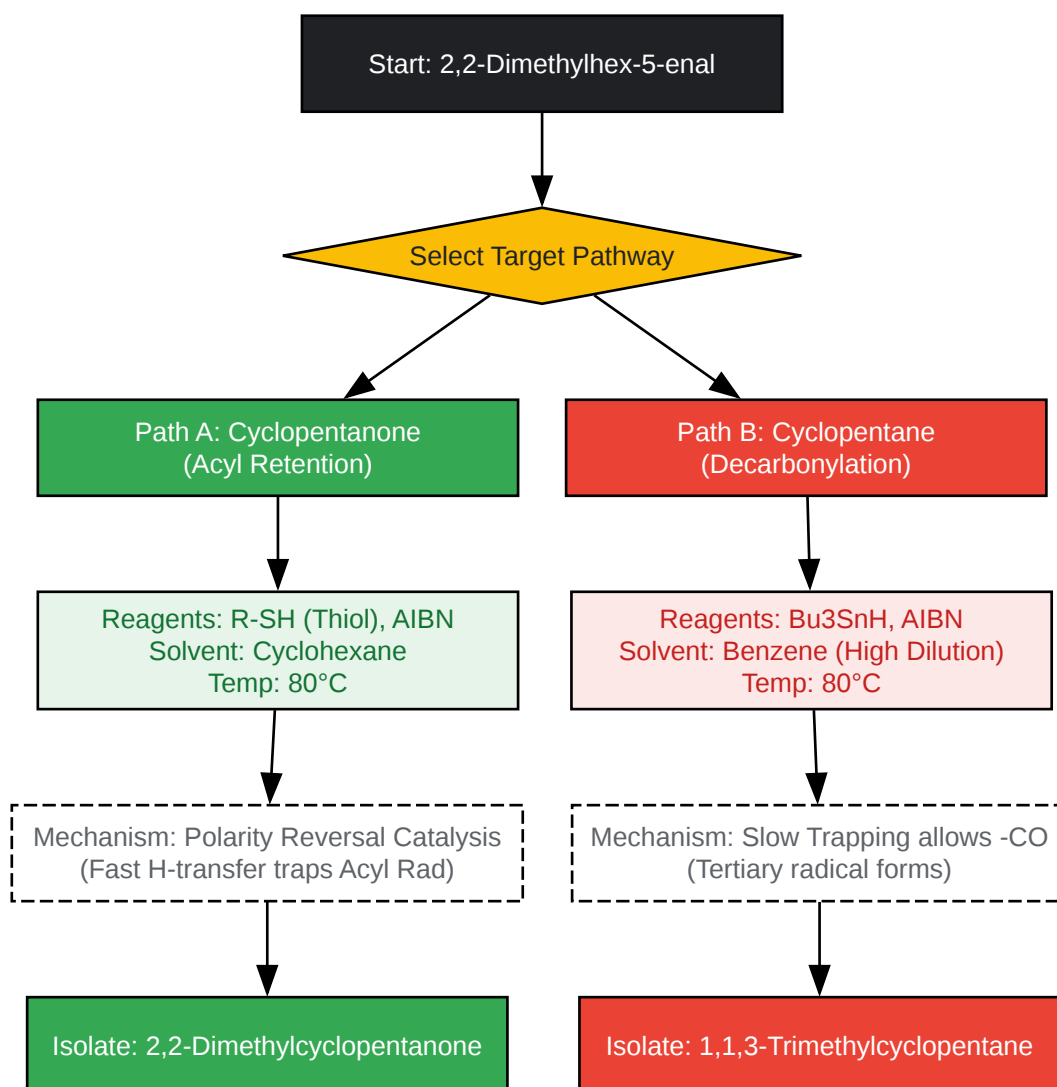 Start: 2,2-Dimethylhex-5-enal
Select Target Pathway
Path A: Cyclopentanone
(Acyl Retention)
Path B: Cyclopentane
(Decarbonylation)
Reagents: R-SH (Thiol), AIBN
Solvent: Cyclohexane
Temp: 80°C
Reagents: Bu3SnH, AIBN
Solvent: Benzene (High Dilution)
Temp: 80°C
Mechanism: Polarity Reversal Catalysis
(Fast H-transfer traps Acyl Rad)
Mechanism: Slow Trapping allows -CO
(Tertiary radical forms)
Isolate: 2,2-Dimethylcyclopentanone
Isolate: 1,1,3-Trimethylcyclopentane